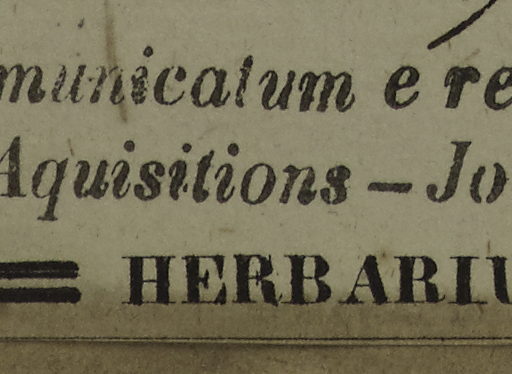 municatum e re
Aquisitions – Jo
= HERBARIU